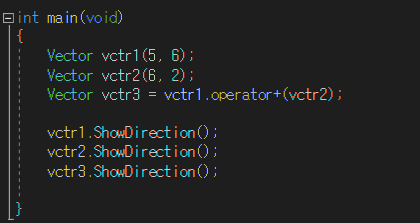 int main(void)
{
Vector vctr1(5, 6);
Vector vctr2(6, 2);
Vector vctr3 = vctr1.operator+(vctr2);
vctr1.ShowDirection();
vctr2.ShowDirection();
vctr3.ShowDirection();
}